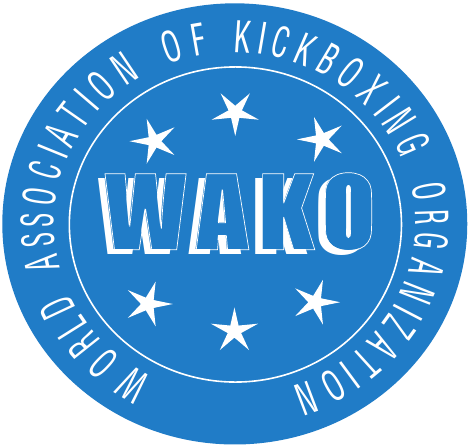 WORLD ASSOCIATION OF KICKBOXING ORGANIZATION
WAKO